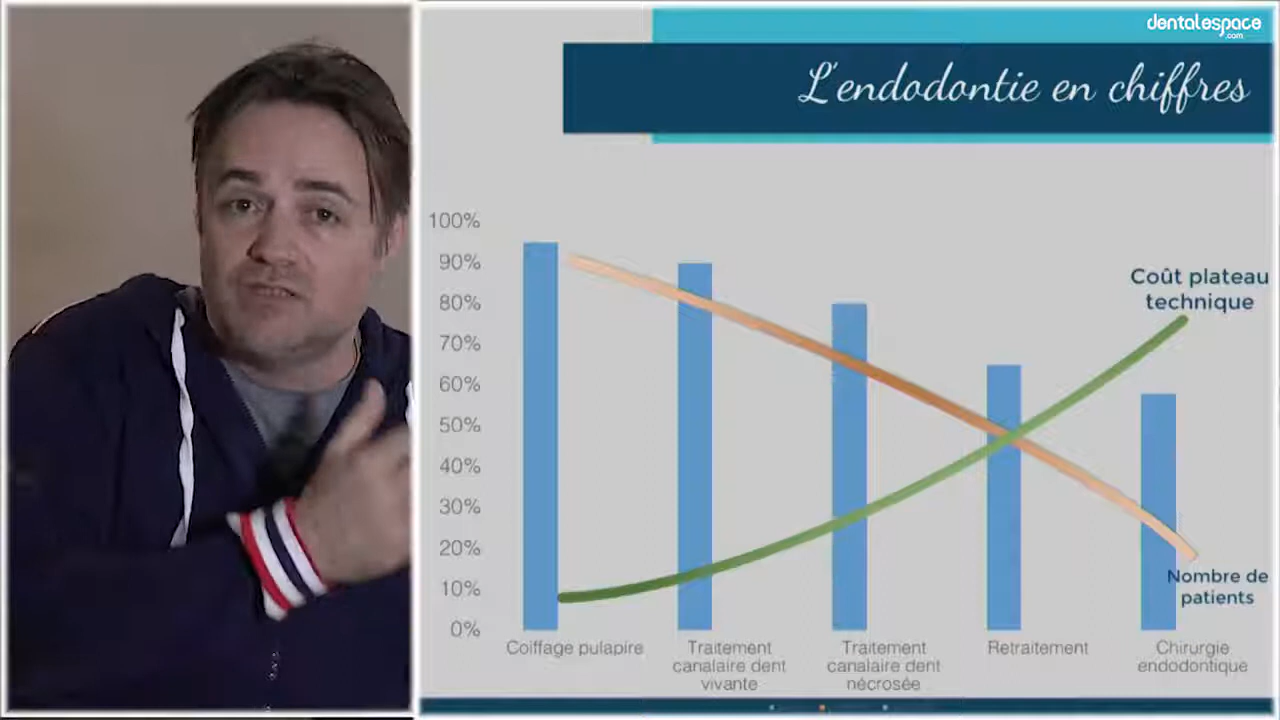 dentalespace
.com
L'endodontie en chiffres
100%
90%
80%
70%
60%
50%
40%
30%
20%
10%
0%
Coût plateau
technique
Nombre de
patients
Coiffage pulapire
Traitement
canalaire dent
vivante
Traitement
canalaire dent
nécrosée
Retraitement
Chirurgie
endodontique